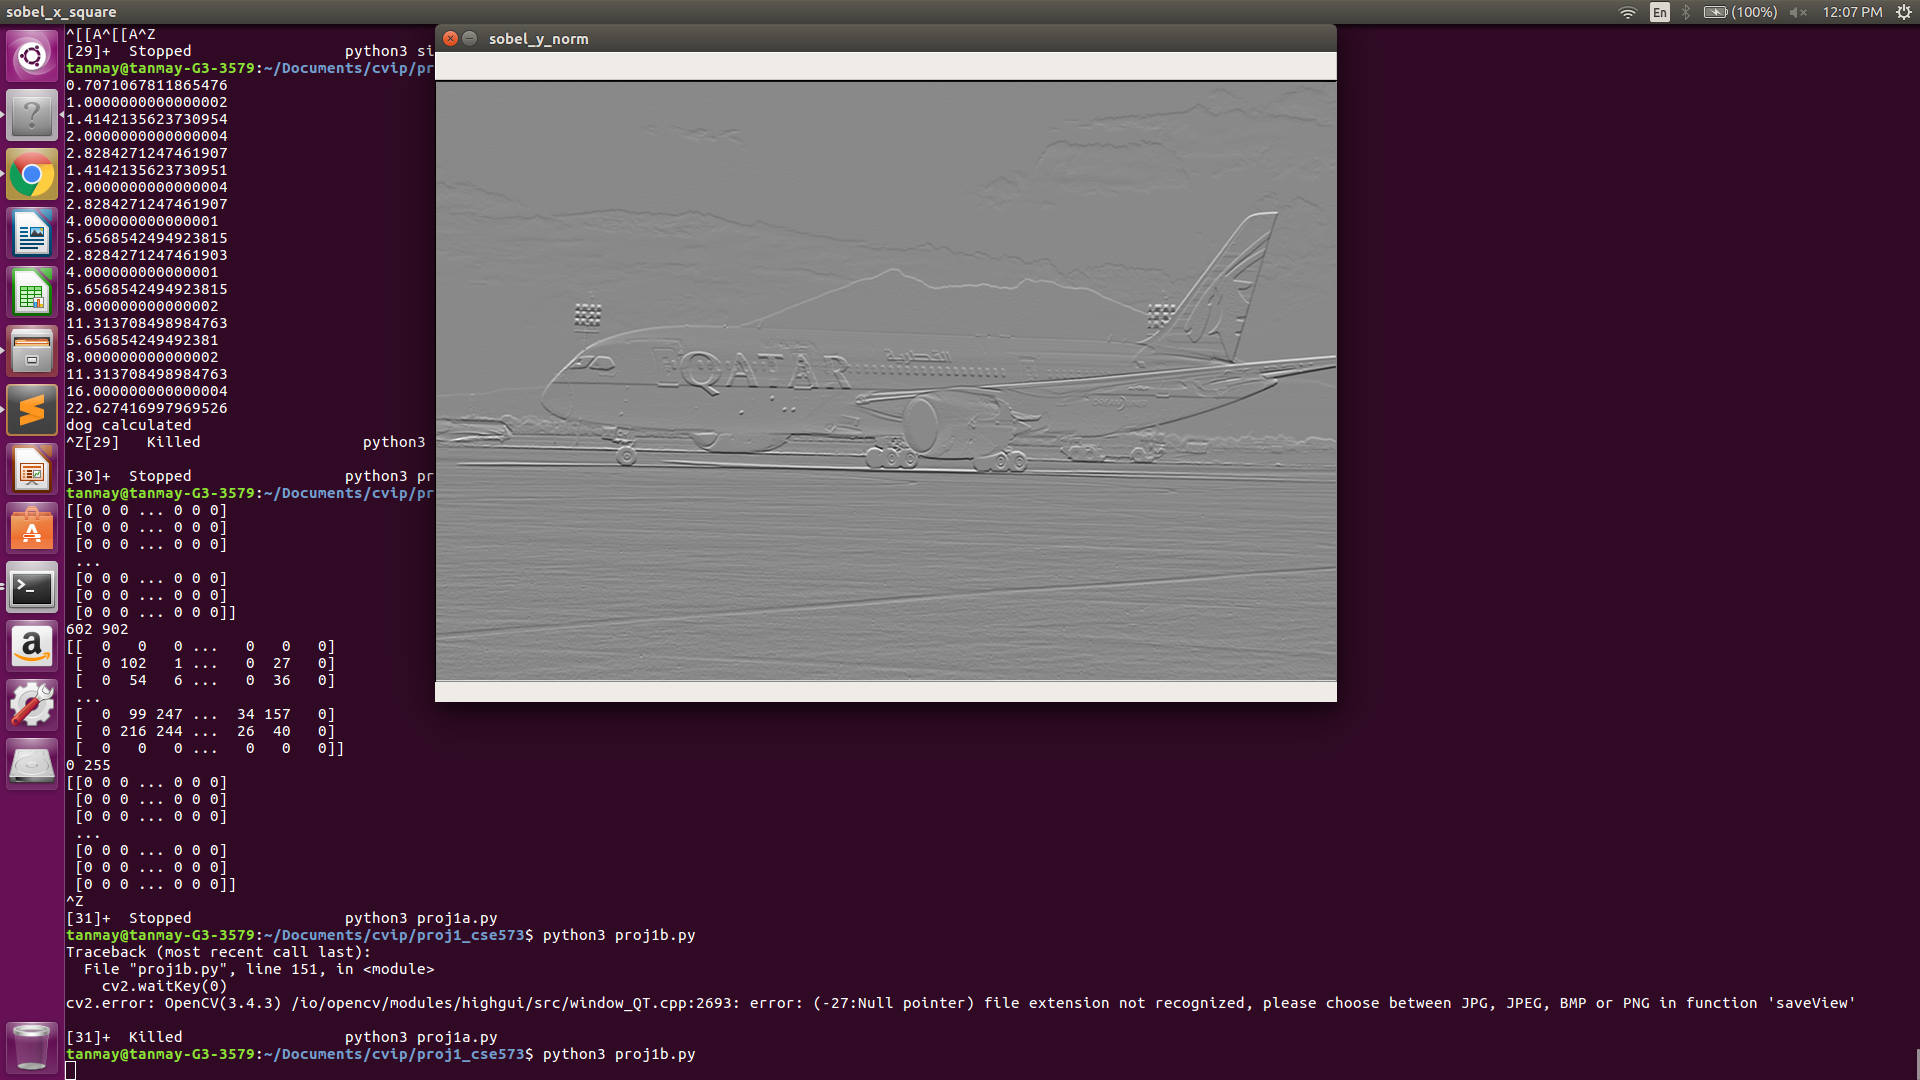 sobel_x_square
En
(100%)
12:07 PM
^[[A^[[A^Z
[29]+  Stopped                 python3 si
tanmay@tanmay-G3-3579:~/Documents/cvip/pr
0.7071067811865476
1.0000000000000002
1.4142135623730954
2.0000000000000004
2.8284271247461907
1.4142135623730951
2.0000000000000004
2.8284271247461907
4.000000000000001
5.6568542494923815
2.8284271247461903
4.000000000000001
5.6568542494923815
8.000000000000002
11.313708498984763
5.656854249492381
8.000000000000002
11.313708498984763
16.000000000000004
22.627416997969526
dog calculated
^Z[29]   Killed                  python3
[30]+  Stopped                 python3 pr
tanmay@tanmay-G3-3579:~/Documents/cvip/pr
[[0 0 0 ... 0 0 0]
 [0 0 0 ... 0 0 0]
 [0 0 0 ... 0 0 0]
 ...
 [0 0 0 ... 0 0 0]
 [0 0 0 ... 0 0 0]
 [0 0 0 ... 0 0 0]]
602 902
[[  0   0   0 ...   0   0   0]
 [  0 102   1 ...   0  27   0]
 [  0  54   6 ...   0  36   0]
 ...
 [  0  99 247 ...  34 157   0]
 [  0 216 244 ...  26  40   0]
 [  0   0   0 ...   0   0   0]]
0 255
[[0 0 0 ... 0 0 0]
 [0 0 0 ... 0 0 0]
 [0 0 0 ... 0 0 0]
 ...
 [0 0 0 ... 0 0 0]
 [0 0 0 ... 0 0 0]
 [0 0 0 ... 0 0 0]]
^Z
[31]+  Stopped                 python3 proj1a.py
tanmay@tanmay-G3-3579:~/Documents/cvip/proj1_cse573$ python3 proj1b.py
Traceback (most recent call last):
  File "proj1b.py", line 151, in <module>
    cv2.waitKey(0)
cv2.error: OpenCV(3.4.3) /io/opencv/modules/highgui/src/window_QT.cpp:2693: error: (-27:Null pointer) file extension not recognized, please choose between JPG, JPEG, BMP or PNG in function 'saveView'
[31]+  Killed                  python3 proj1a.py
tanmay@tanmay-G3-3579:~/Documents/cvip/proj1_cse573$ python3 proj1b.py
sobel_y_norm
QATAR
القطرية